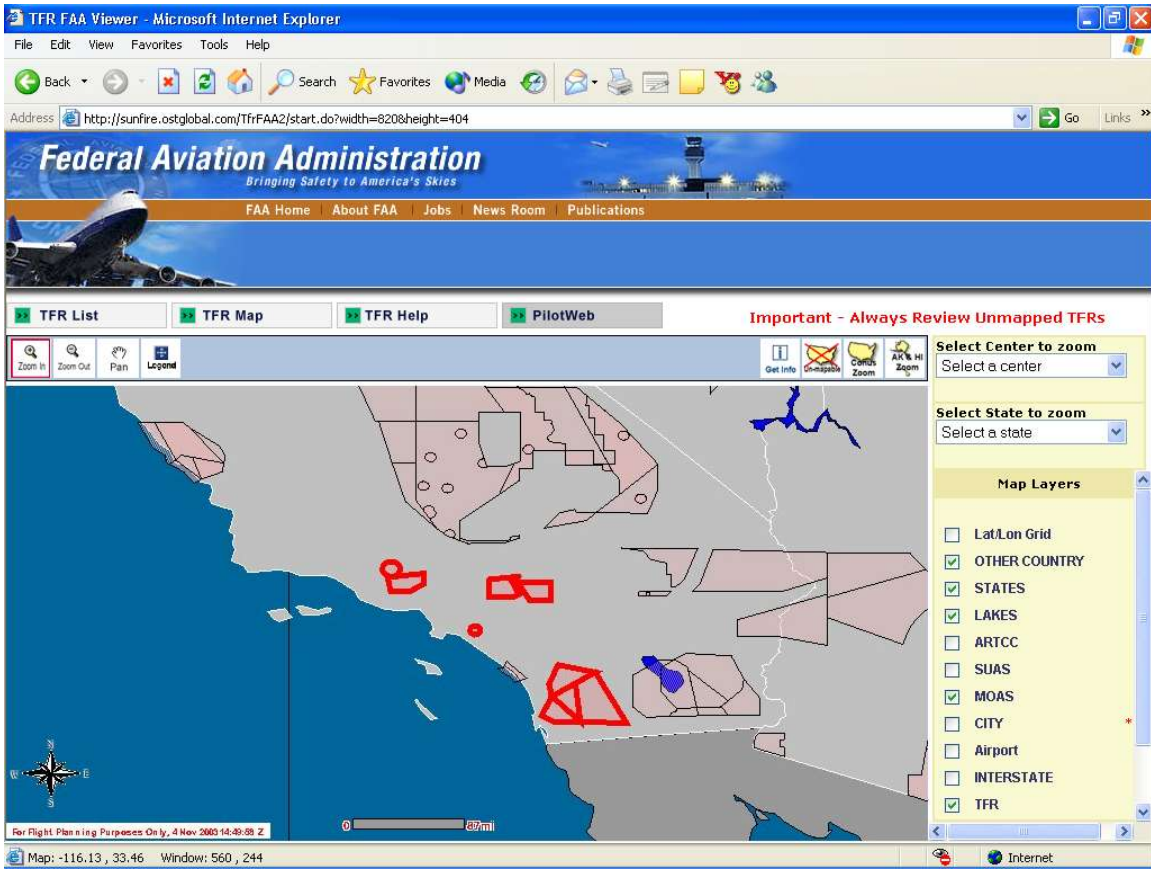 TFR FAA Viewer - Microsoft Internet Explorer
File Edit View Favorites Tools Help
Back Search Favorites Media
Address http://sunfire.ostglobal.com/TfrFAA2/start.do?width=820&height=404 Go Links »
Federal Aviation Administration
Bringing Safety to America's Skies
FAA Home | About FAA | Jobs | News Room | Publications
TFR List TFR Map TFR Help PilotWeb Important - Always Review Unmapped TFRs
Zoom In Zoom Out Pan Legend Get Info Un-mapable Conus Zoom AK & HI Zoom
Select Center to zoom
Select a center
Select State to zoom
Select a state
Map Layers
Lat/Lon Grid
OTHER COUNTRY
STATES
LAKES
ARTCC
SUAS
MOAS
CITY *
Airport
INTERSTATE
TFR
N
W E
S
For Flight Planning Purposes Only, 4 Nov 2003 14:49:58 Z
0 87mi
Map: -116.13 , 33.46 Window: 560 , 244 Internet